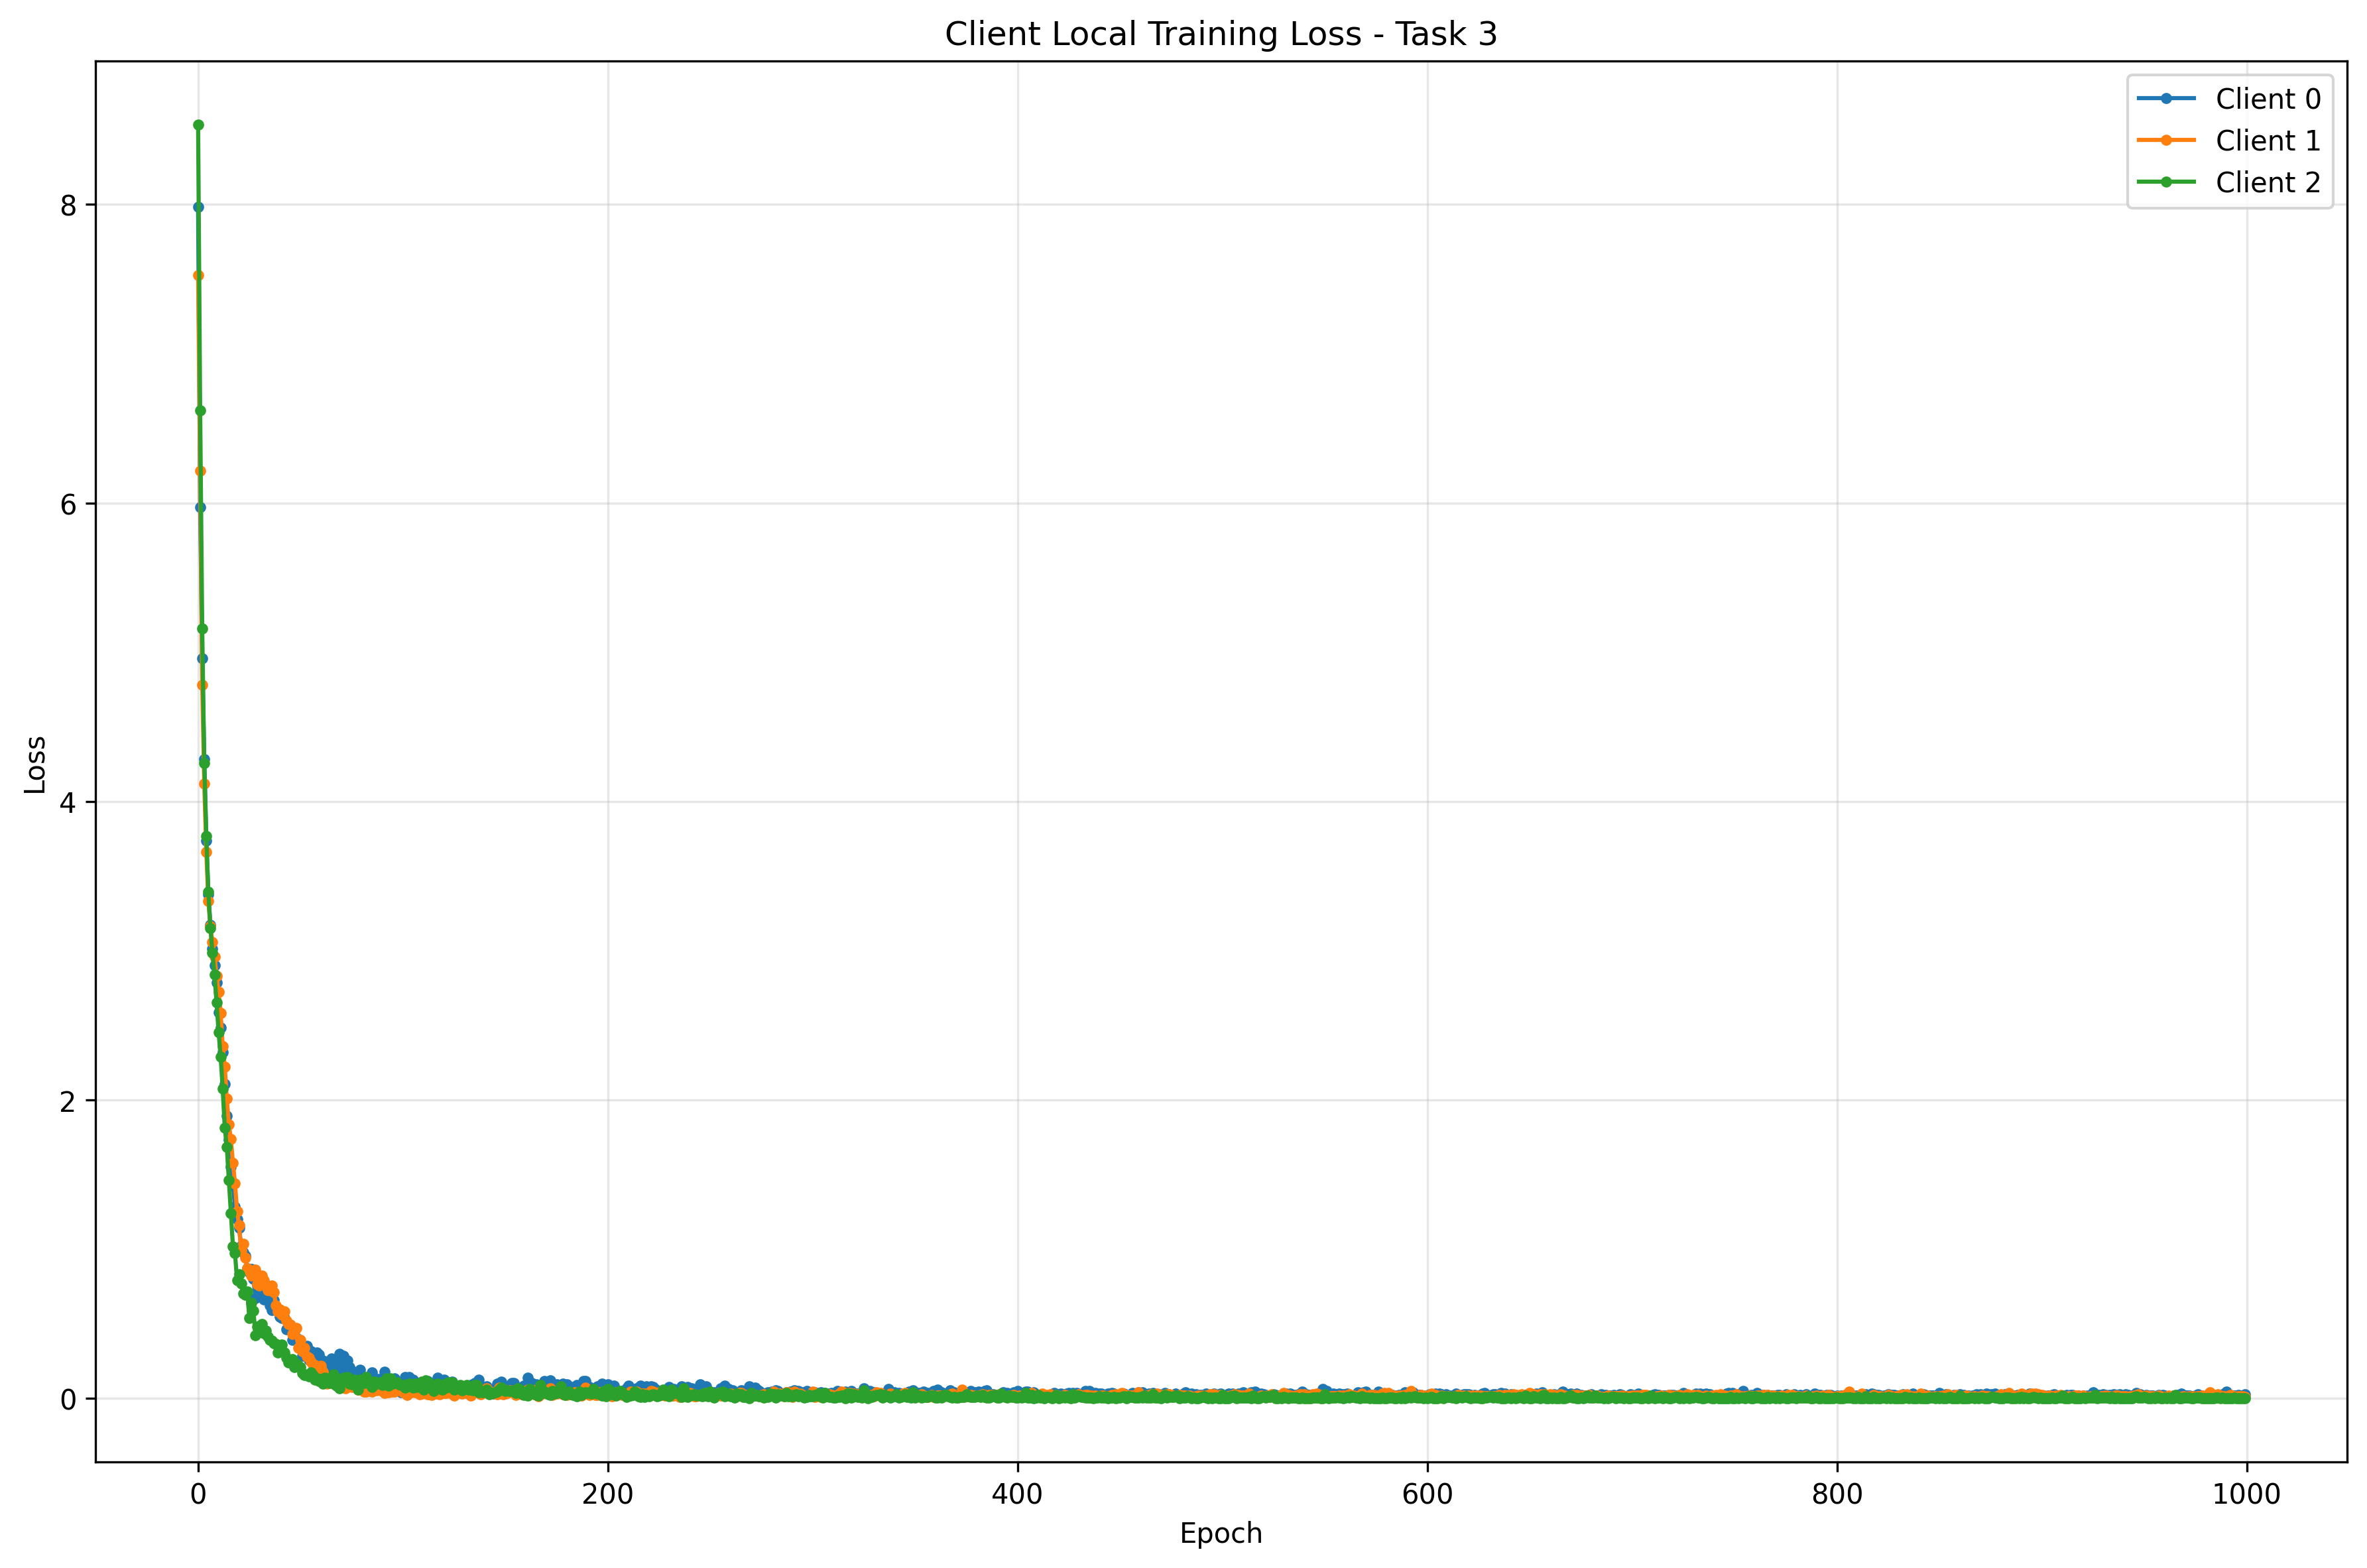 Client Local Training Loss - Task 3
Client 0
Client 1
Client 2
8
6
4
2
0
Loss
0 200 400 600 800 1000
Epoch